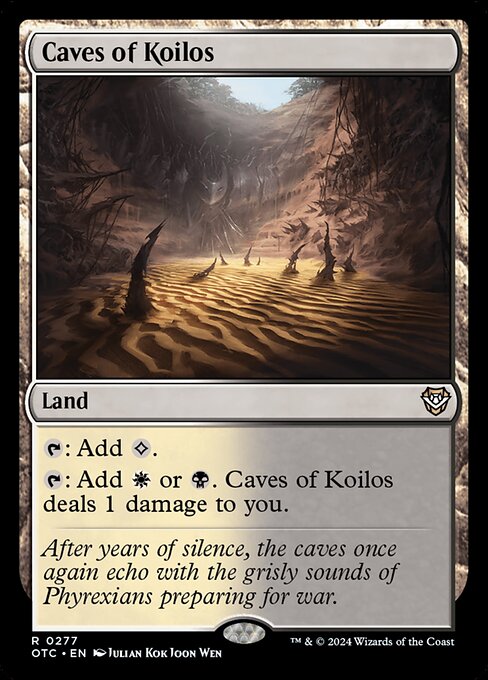 Caves of Koilos
Land
: Add .
: Add or . Caves of Koilos
deals 1 damage to you.
After years of silence, the caves once
again echo with the grisly sounds of
Phyrexians preparing for war.
R 0277
OTC • EN Julian Kok Joon Wen
™ & © 2024 Wizards of the Coast